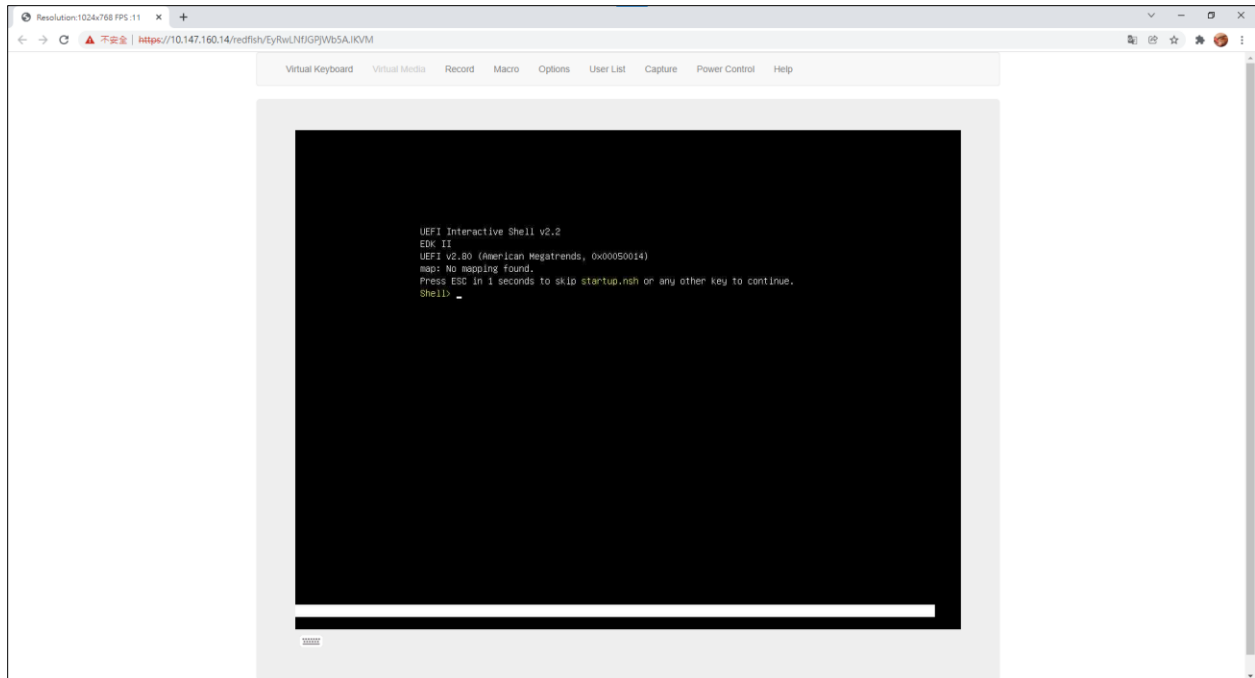 Resolution:1024x768 FPS :11
不安全 | https://10.147.160.14/redfish/EyRwLNfJGPJWb5A.IKVM
Virtual Keyboard Virtual Media Record Macro Options User List Capture Power Control Help
UEFI Interactive Shell v2.2
EDK II
UEFI v2.80 (American Megatrends, 0x00050014)
map: No mapping found.
Press ESC in 1 seconds to skip startup.nsh or any other key to continue.
Shell> _